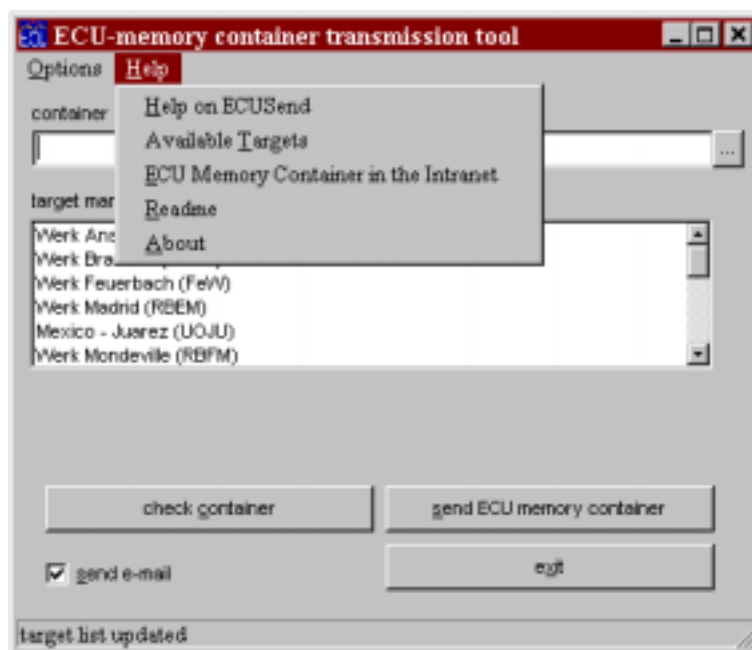 ECU-memory container transmission tool
Options Help
Help on ECUSend
container
Available Targets
...
ECU Memory Container in the Intranet
target mar
Readme
About
Werk Ans
Werk Bra
Werk Feuerbach (FeW)
Werk Madrid (RBEM)
Mexico - Juarez (UOJU)
Werk Mondeville (RBFM)
check container
send ECU memory container
send e-mail
exit
target list updated